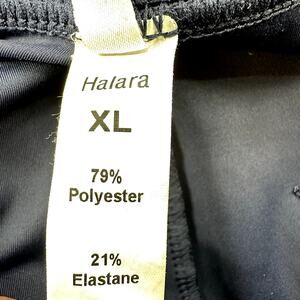 Halara
XL
79%
Polyester
21%
Elastane